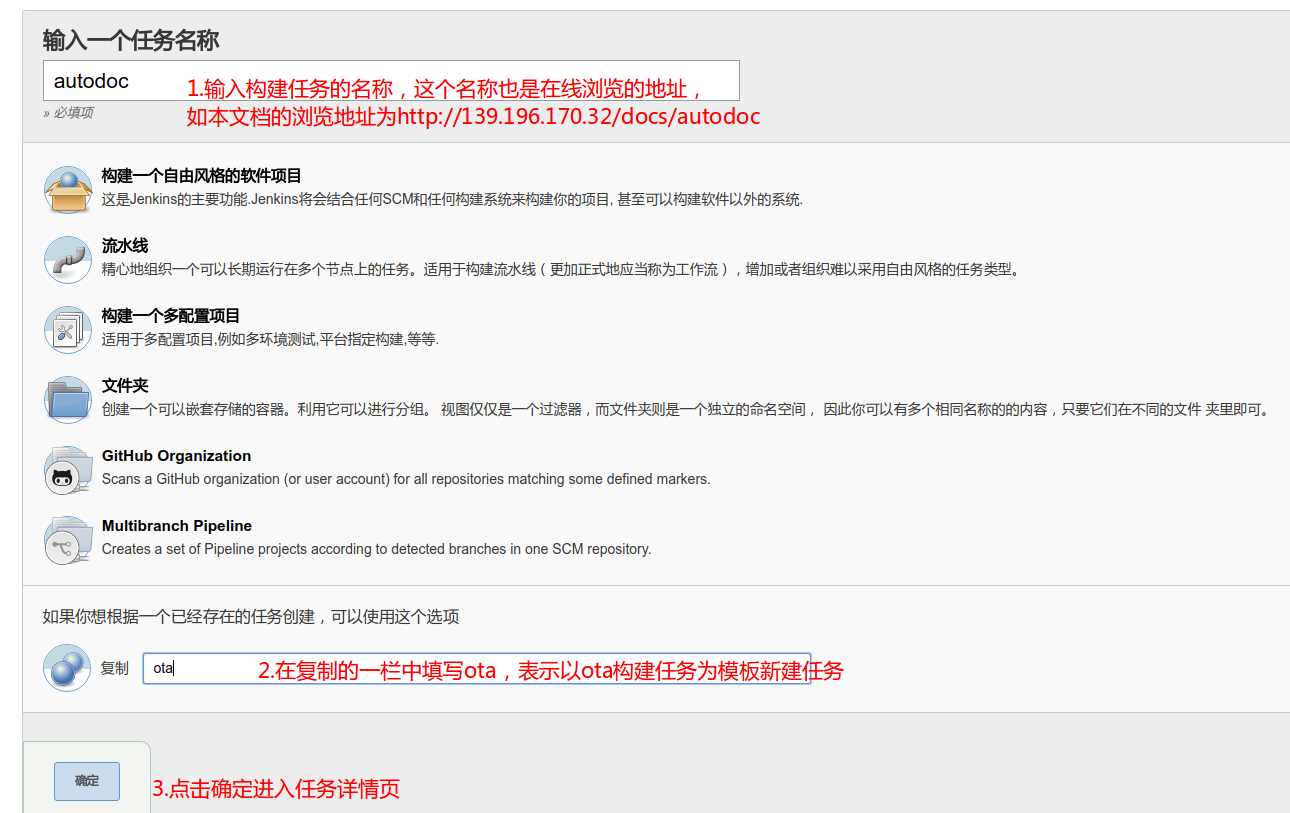 输入一个任务名称
autodoc
1.输入构建任务的名称，这个名称也是在线浏览的地址，
» 必填项
如本文档的浏览地址为http://139.196.170.32/docs/autodoc
构建一个自由风格的软件项目
这是Jenkins的主要功能.Jenkins将会结合任何SCM和任何构建系统来构建你的项目, 甚至可以构建软件以外的系统.
流水线
精心地组织一个可以长期运行在多个节点上的任务。适用于构建流水线（更加正式地应当称为工作流），增加或者组织难以采用自由风格的任务类型。
构建一个多配置项目
适用于多配置项目,例如多环境测试,平台指定构建,等等.
文件夹
创建一个可以嵌套存储的容器。利用它可以进行分组。 视图仅仅是一个过滤器，而文件夹则是一个独立的命名空间， 因此你可以有多个相同名称的的内容，只要它们在不同的文件 夹里即可。
GitHub Organization
Scans a GitHub organization (or user account) for all repositories matching some defined markers.
Multibranch Pipeline
Creates a set of Pipeline projects according to detected branches in one SCM repository.
如果你想根据一个已经存在的任务创建，可以使用这个选项
复制 ota 2.在复制的一栏中填写ota，表示以ota构建任务为模板新建任务
确定 3.点击确定进入任务详情页